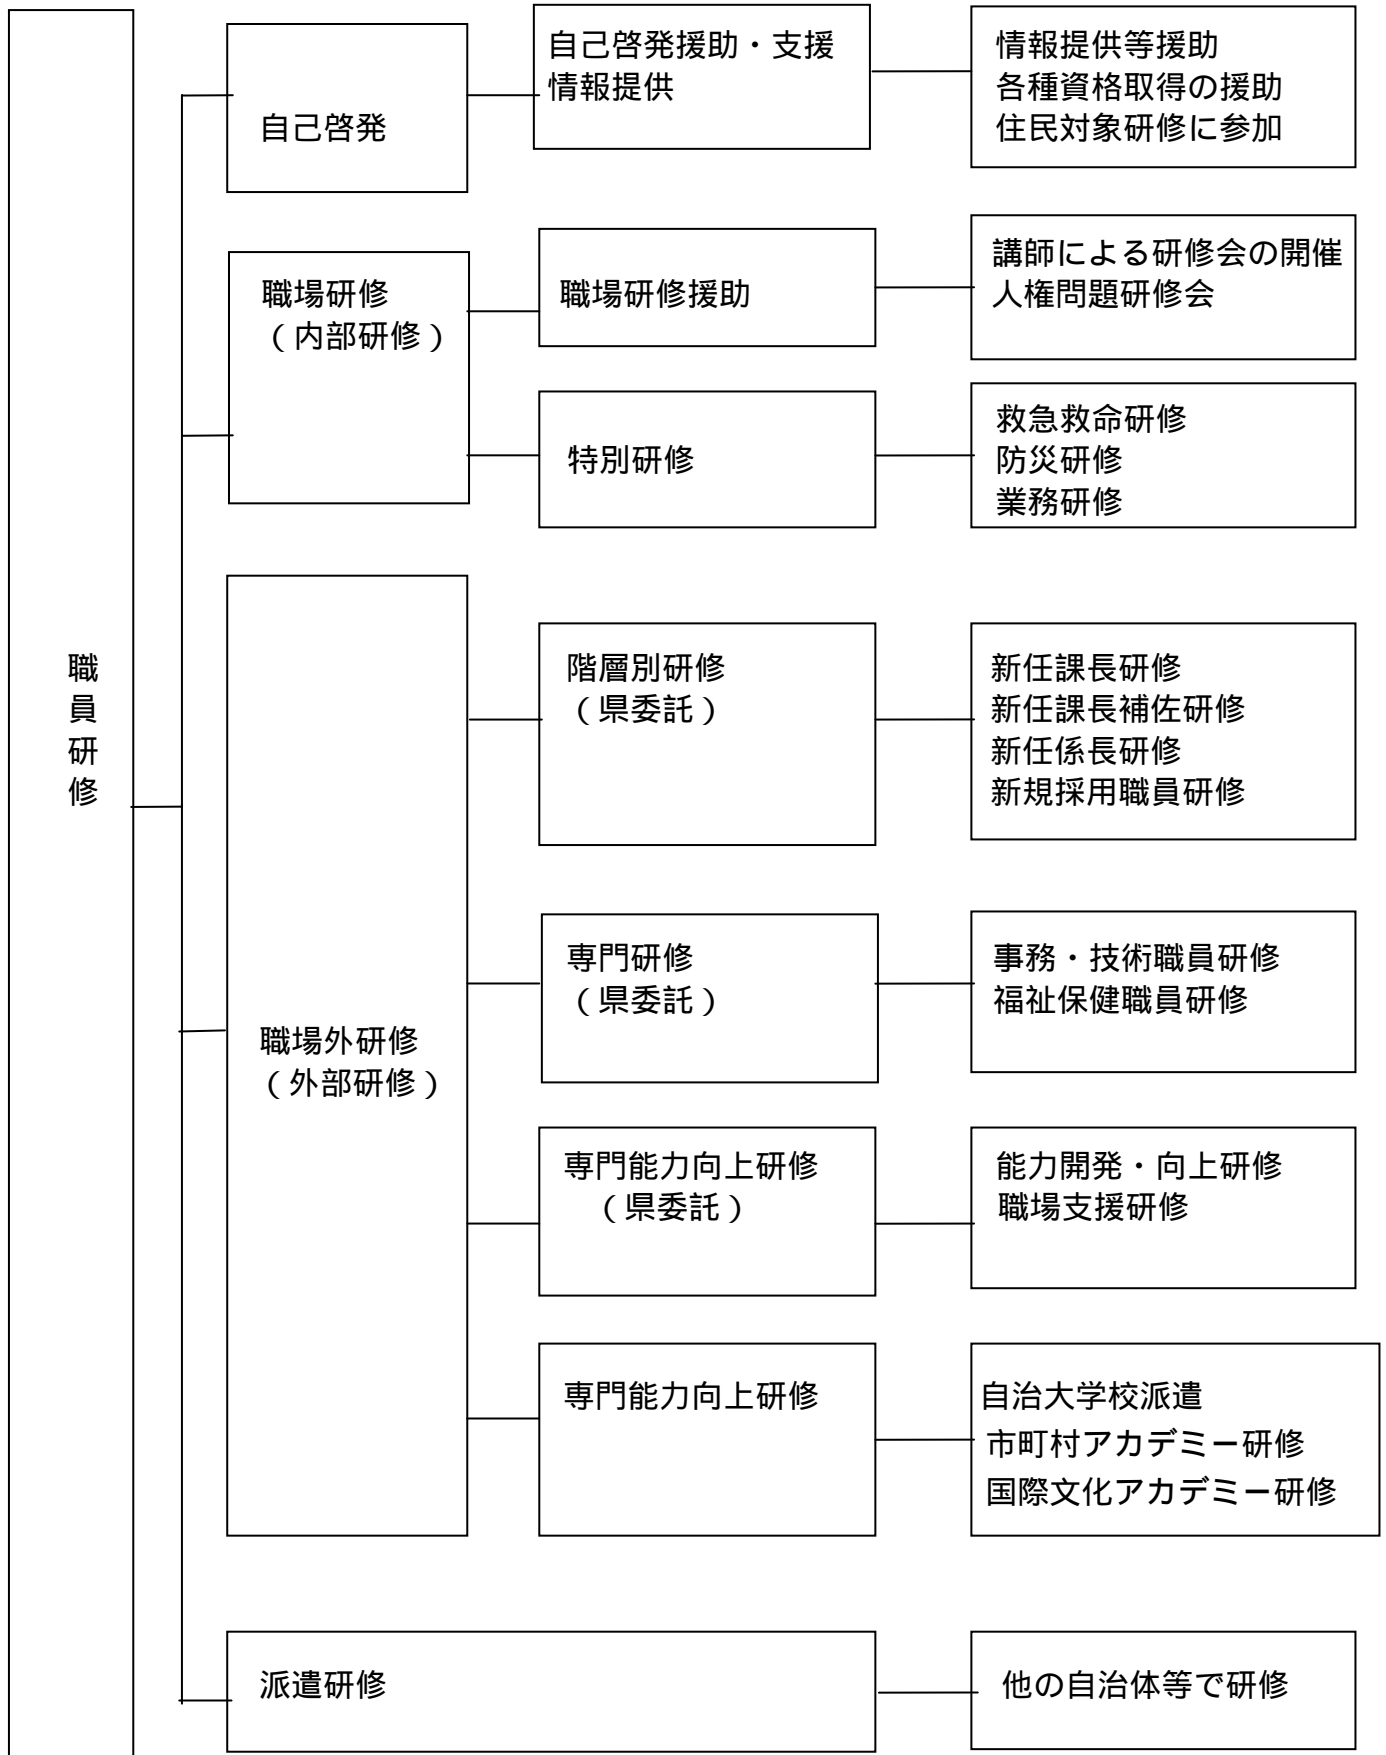 職員研修
自己啓発
自己啓発援助・支援
情報提供
情報提供等援助
各種資格取得の援助
住民対象研修に参加
職場研修
(内部研修)
職場研修援助
講師による研修会の開催
人権問題研修会
特別研修
救急救命研修
防災研修
業務研修
職場外研修
(外部研修)
階層別研修
(県委託)
新任課長研修
新任課長補佐研修
新任係長研修
新規採用職員研修
専門研修
(県委託)
事務・技術職員研修
福祉保健職員研修
専門能力向上研修
(県委託)
能力開発・向上研修
職場支援研修
専門能力向上研修
自治大学校派遣
市町村アカデミー研修
国際文化アカデミー研修
派遣研修
他の自治体等で研修